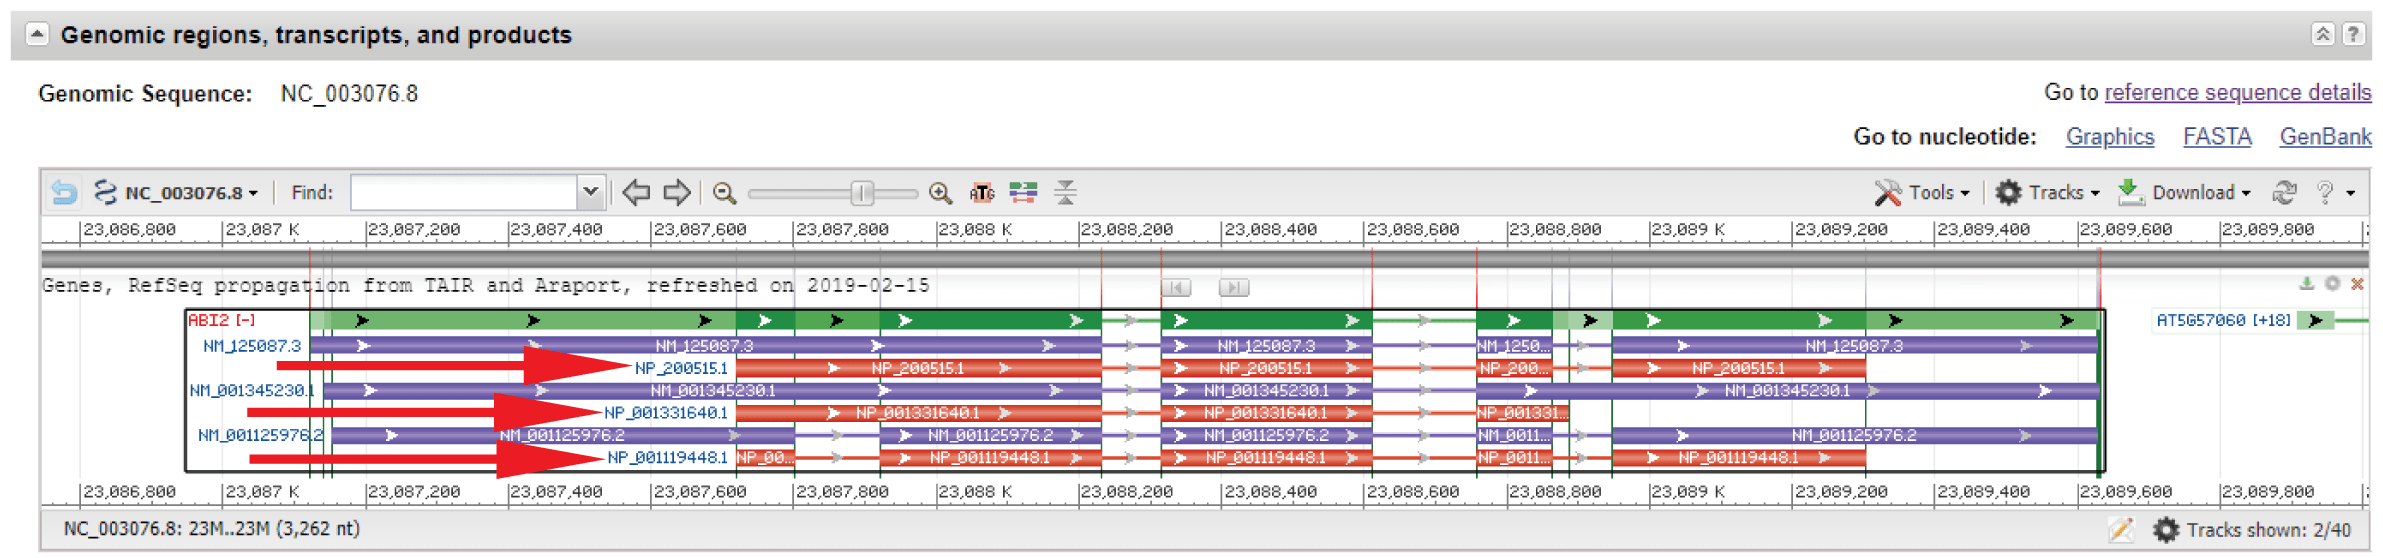 Genomic regions, transcripts, and products ?
Genomic Sequence: NC_003076.8
Go to reference sequence details
Go to nucleotide: Graphics FASTA GenBank
NC_003076.8 Find: ATG Tools Tracks Download ?
23,086,800 23,087 K 23,087,200 23,087,400 23,087,600 23,087,800 23,088 K 23,088,200 23,088,400 23,088,600 23,088,800 23,089 K 23,089,200 23,089,400 23,089,600 23,089,800
Genes, RefSeq propagation from TAIR and Araport, refreshed on 2019-02-15
ABI2 [-] AT5G57060 [+18]
NM_125087.3 NM_125087.3 NM_125087.3 NM_1250... NM_125087.3
NP_200515.1 NP_200515.1 NP_200515.1 NP_200... NP_200515.1
NM_001345230.1 NM_001345230.1 NM_001345230.1 NM_001345230.1
NP_001331640.1 NP_001331640.1 NP_001331640.1 NP_001331...
NM_001125976.2 NM_001125976.2 NM_001125976.2 NM_001125976.2 NM_0011... NM_001125976.2
NP_001119448.1 NP_00... NP_001119448.1 NP_001119448.1 NP_0011... NP_001119448.1
23,086,800 23,087 K 23,087,200 23,087,400 23,087,600 23,087,800 23,088 K 23,088,200 23,088,400 23,088,600 23,088,800 23,089 K 23,089,200 23,089,400 23,089,600 23,089,800
NC_003076.8: 23M..23M (3,262 nt) Tracks shown: 2/40